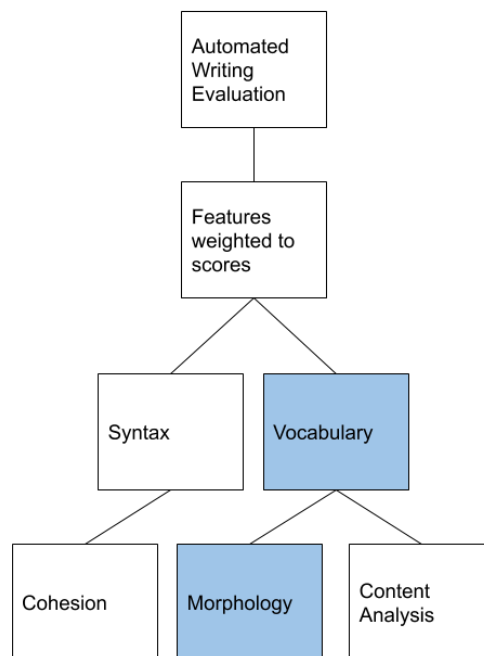 Automated
Writing
Evaluation
Features
weighted to
scores
Syntax
Vocabulary
Cohesion
Morphology
Content
Analysis